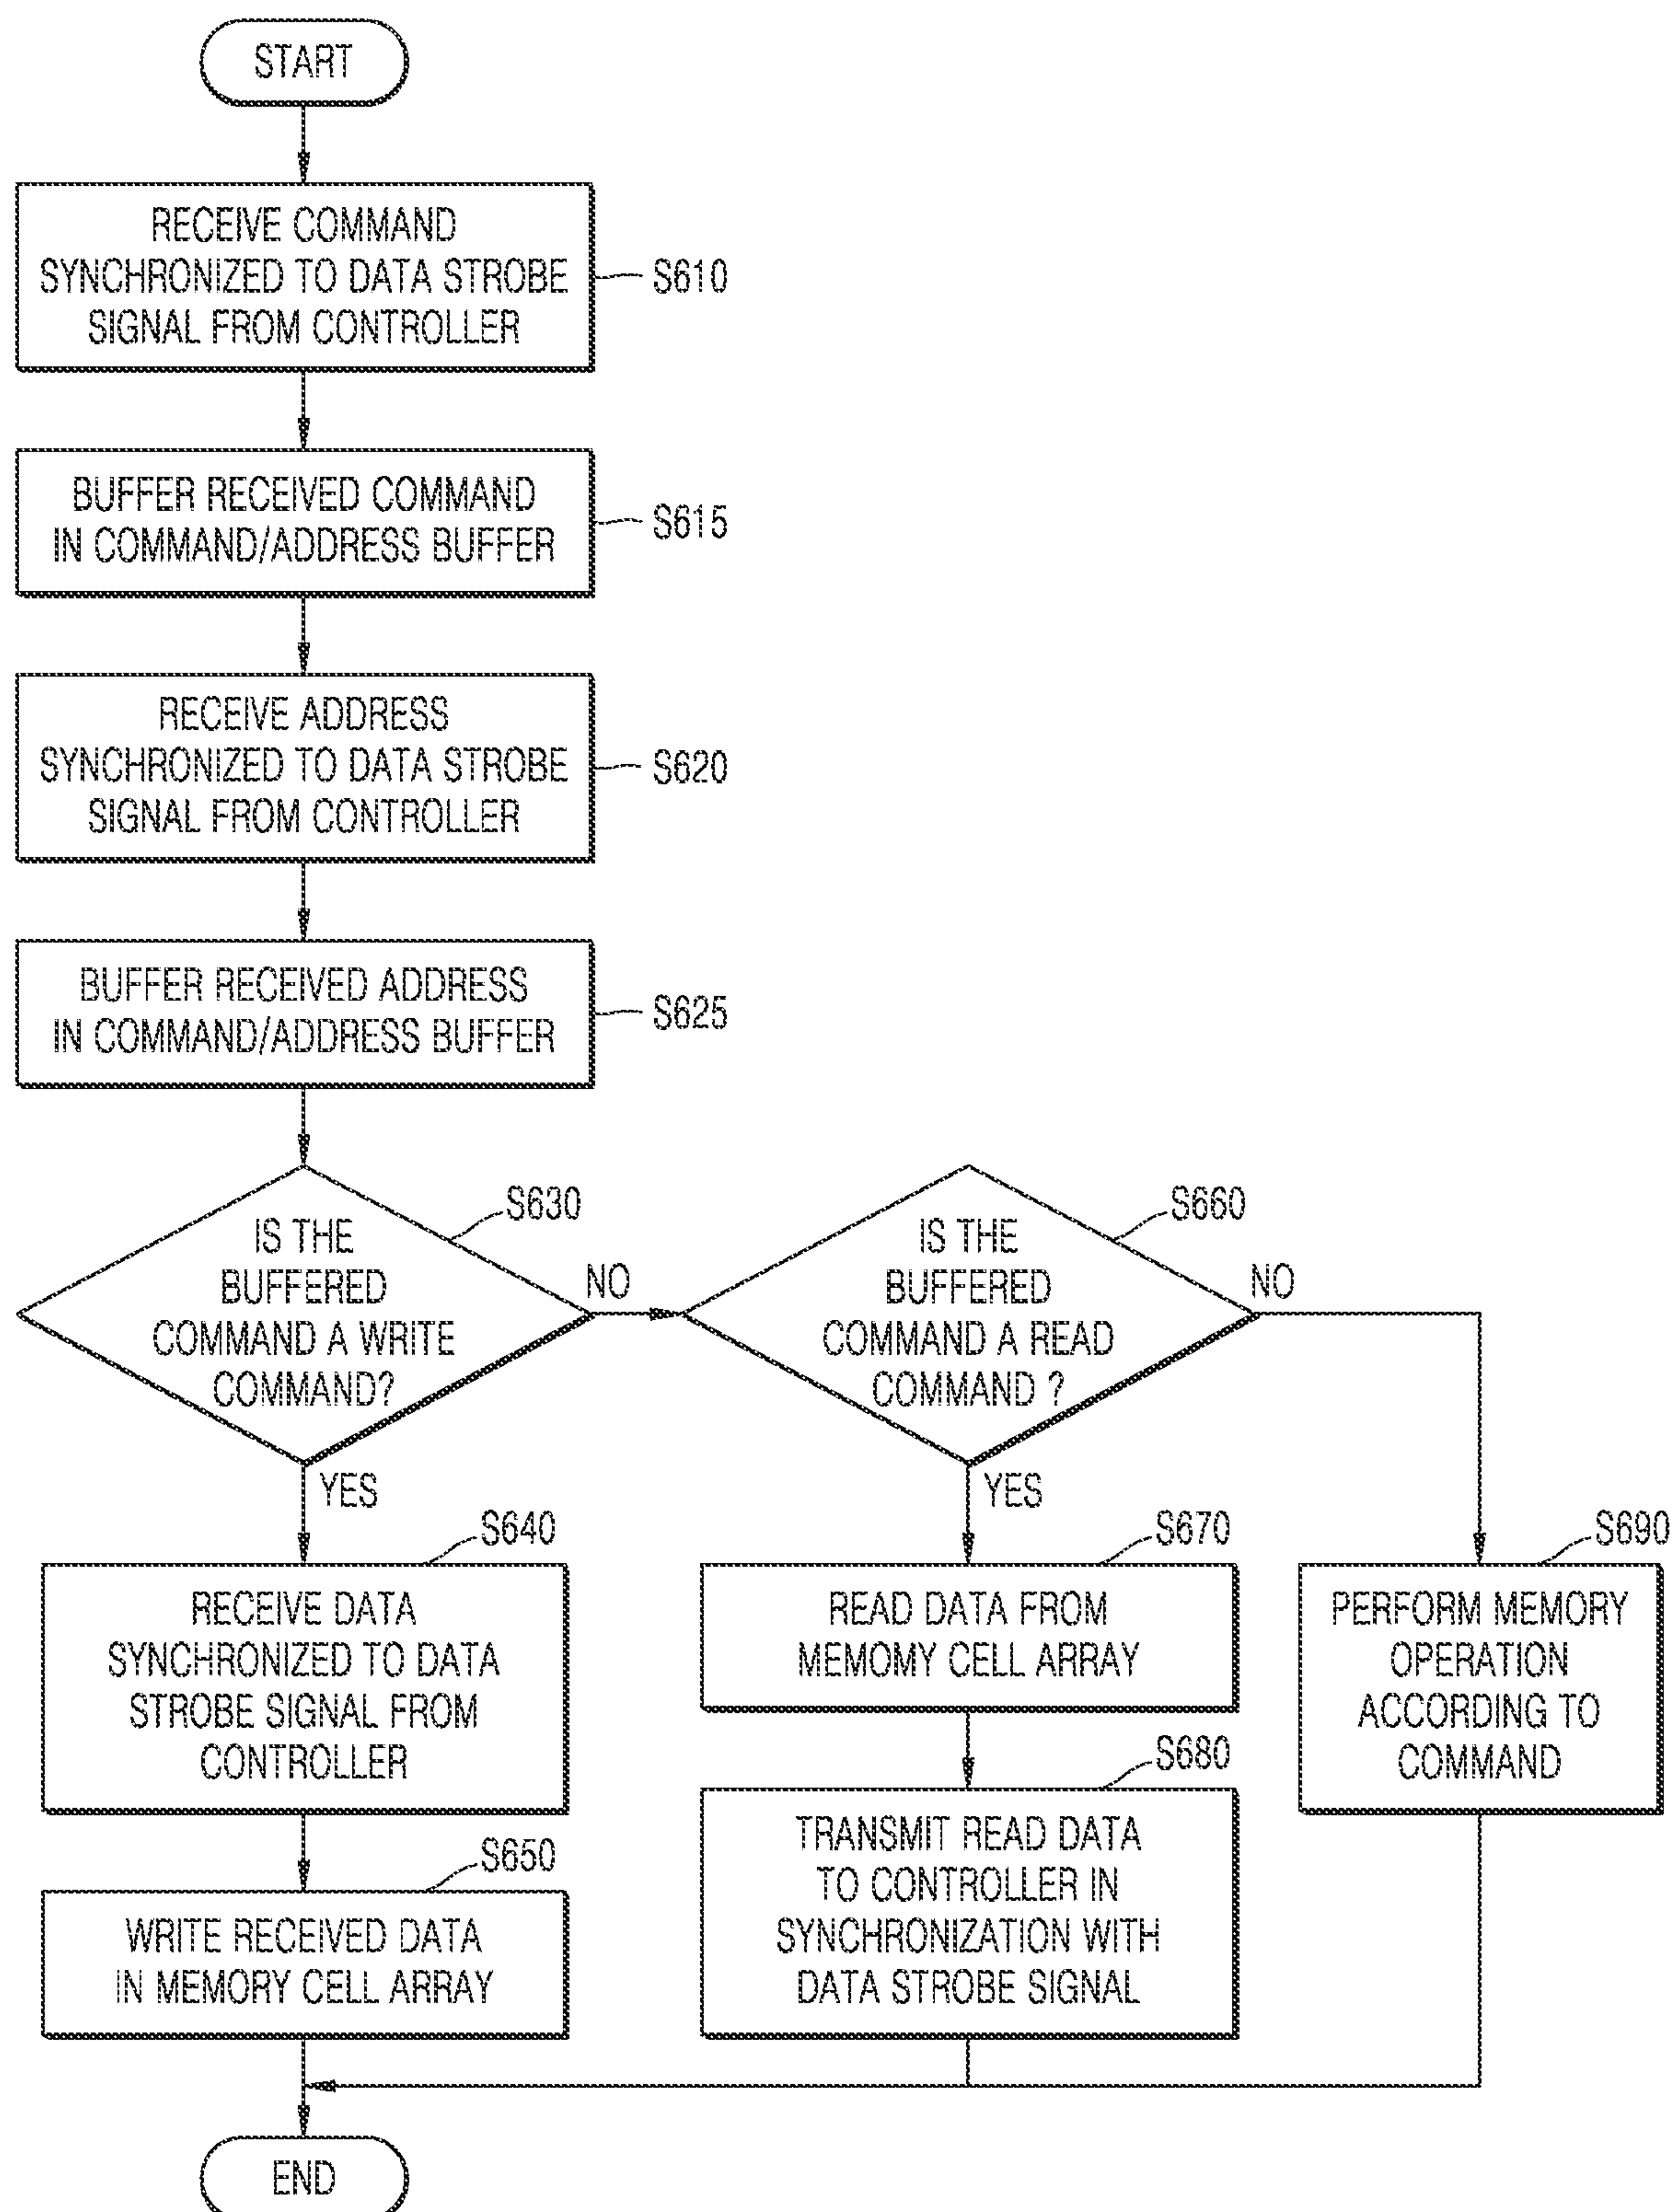 START
RECEIVE COMMAND
SYNCHRONIZED TO DATA STROBE
SIGNAL FROM CONTROLLER
S610
BUFFER RECEIVED COMMAND
IN COMMAND/ADDRESS BUFFER
S615
RECEIVE ADDRESS
SYNCHRONIZED TO DATA STROBE
SIGNAL FROM CONTROLLER
S620
BUFFER RECEIVED ADDRESS
IN COMMAND/ADDRESS BUFFER
S625
S630
IS THE
BUFFERED
COMMAND A WRITE
COMMAND?
NO
YES
S660
IS THE
BUFFERED
COMMAND A READ
COMMAND ?
NO
YES
S640
RECEIVE DATA
SYNCHRONIZED TO DATA
STROBE SIGNAL FROM
CONTROLLER
S650
WRITE RECEIVED DATA
IN MEMORY CELL ARRAY
S670
READ DATA FROM
MEMOMY CELL ARRAY
S680
TRANSMIT READ DATA
TO CONTROLLER IN
SYNCHRONIZATION WITH
DATA STROBE SIGNAL
S690
PERFORM MEMORY
OPERATION
ACCORDING TO
COMMAND
END